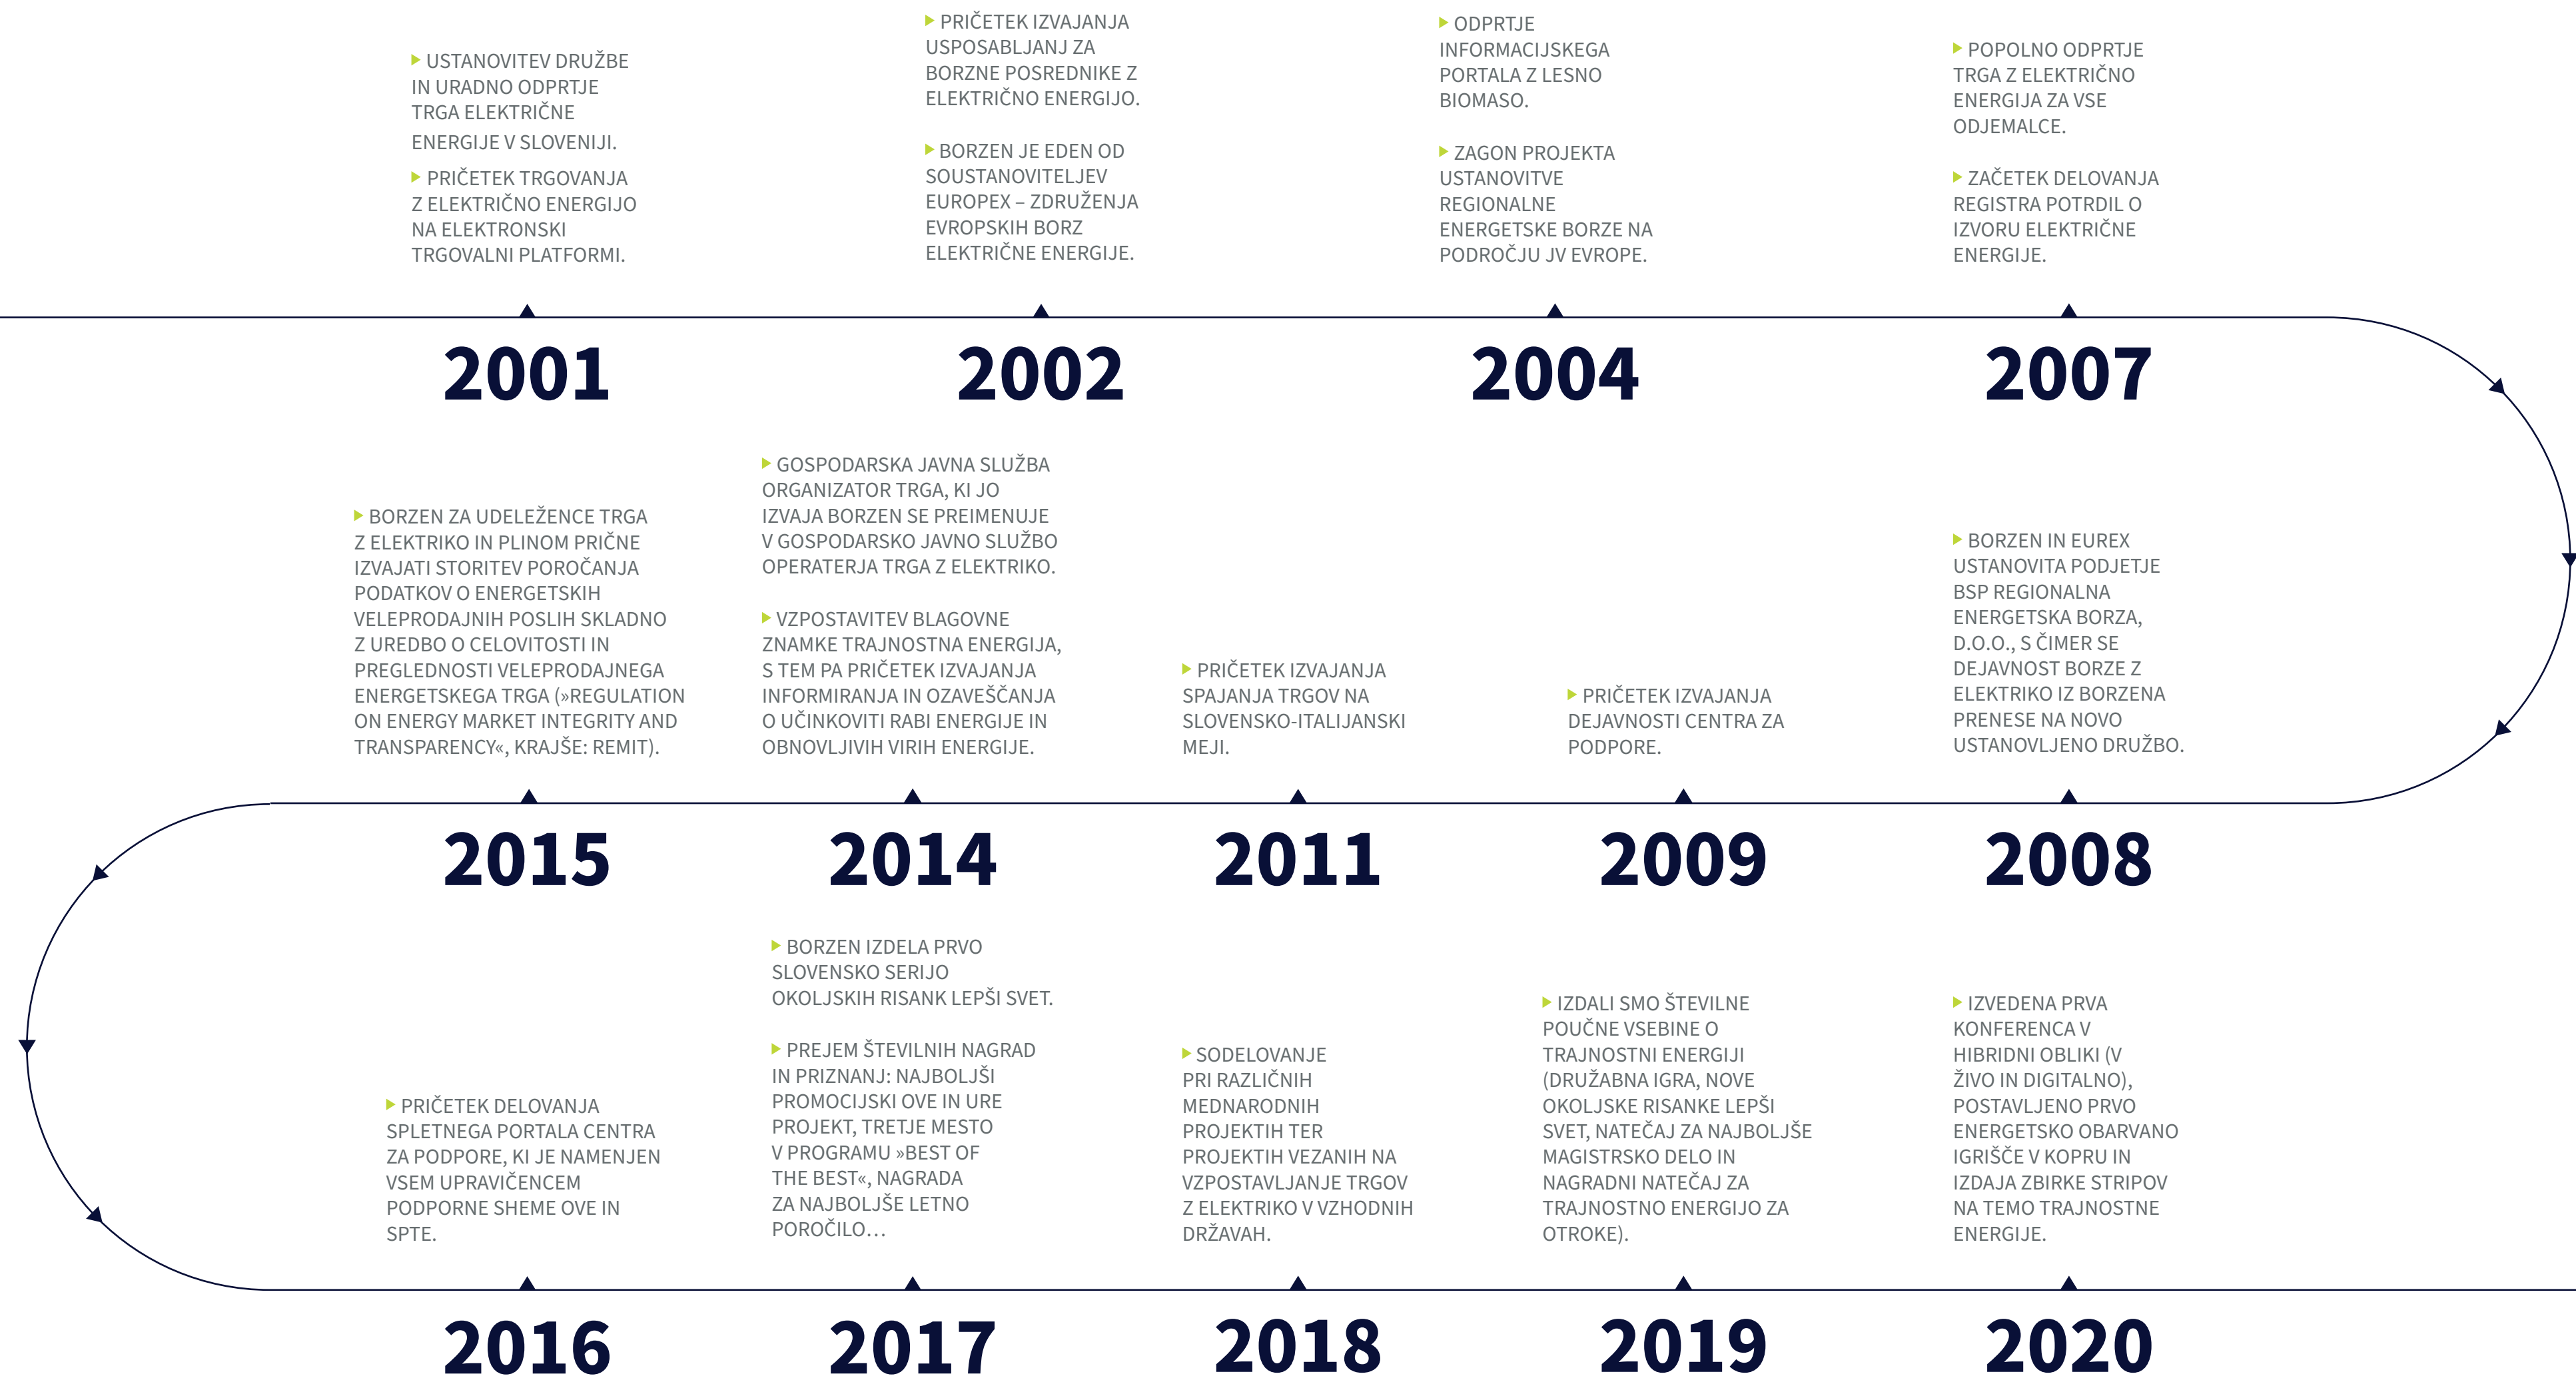 ▶ USTANOVITEV DRUŽBE
IN URADNO ODPRTJE
TRGA ELEKTRIČNE
ENERGIJE V SLOVENIJI.
▶ PRIČETEK TRGOVANJA
Z ELEKTRIČNO ENERGIJO
NA ELEKTRONSKI
TRGOVALNI PLATFORMI.
2001
▶ PRIČETEK IZVAJANJA
USPOSABLJANJ ZA
BORZNE POSREDNIKE Z
ELEKTRIČNO ENERGIJO.
▶ BORZEN JE EDEN OD
SOUSTANOVITELJEV
EUROPEX – ZDRUŽENJA
EVROPSKIH BORZ
ELEKTRIČNE ENERGIJE.
2002
▶ ODPRTJE
INFORMACIJSKEGA
PORTALA Z LESNO
BIOMASO.
▶ ZAGON PROJEKTA
USTANOVITVE
REGIONALNE
ENERGETSKE BORZE NA
PODROČJU JV EVROPE.
2004
▶ POPOLNO ODPRTJE
TRGA Z ELEKTRIČNO
ENERGIJA ZA VSE
ODJEMALCE.
▶ ZAČETEK DELOVANJA
REGISTRA POTRDIL O
IZVORU ELEKTRIČNE
ENERGIJE.
2007
▶ BORZEN IN EUREX
USTANOVITA PODJETJE
BSP REGIONALNA
ENERGETSKA BORZA,
D.O.O., S ČIMER SE
DEJAVNOST BORZE Z
ELEKTRIKO IZ BORZENA
PRENESE NA NOVO
USTANOVLJENO DRUŽBO.
2008
▶ PRIČETEK IZVAJANJA
DEJAVNOSTI CENTRA ZA
PODPORE.
2009
▶ PRIČETEK IZVAJANJA
SPAJANJA TRGOV NA
SLOVENSKO-ITALIJANSKI
MEJI.
2011
▶ GOSPODARSKA JAVNA SLUŽBA
ORGANIZATOR TRGA, KI JO
IZVAJA BORZEN SE PREIMENUJE
V GOSPODARSKO JAVNO SLUŽBO
OPERATERJA TRGA Z ELEKTRIKO.
▶ VZPOSTAVITEV BLAGOVNE
ZNAMKE TRAJNOSTNA ENERGIJA,
S TEM PA PRIČETEK IZVAJANJA
INFORMIRANJA IN OZAVEŠČANJA
O UČINKOVITI RABI ENERGIJE IN
OBNOVLJIVIH VIRIH ENERGIJE.
2014
▶ BORZEN ZA UDELEŽENCE TRGA
Z ELEKTRIKO IN PLINOM PRIČNE
IZVAJATI STORITEV POROČANJA
PODATKOV O ENERGETSKIH
VELEPRODAJNIH POSLIH SKLADNO
Z UREDBO O CELOVITOSTI IN
PREGLEDNOSTI VELEPRODAJNEGA
ENERGETSKEGA TRGA (»REGULATION
ON ENERGY MARKET INTEGRITY AND
TRANSPARENCY«, KRAJŠE: REMIT).
2015
▶ PRIČETEK DELOVANJA
SPLETNEGA PORTALA CENTRA
ZA PODPORE, KI JE NAMENJEN
VSEM UPRAVIČENCEM
PODPORNE SHEME OVE IN
SPTE.
2016
▶ BORZEN IZDELA PRVO
SLOVENSKO SERIJO
OKOLJSKIH RISANK LEPŠI SVET.
▶ PREJEM ŠTEVILNIH NAGRAD
IN PRIZNANJ: NAJBOLJŠI
PROMOCIJSKI OVE IN URE
PROJEKT, TRETJE MESTO
V PROGRAMU »BEST OF
THE BEST«, NAGRADA
ZA NAJBOLJŠE LETNO
POROČILO…
2017
▶ SODELOVANJE
PRI RAZLIČNIH
MEDNARODNIH
PROJEKTIH TER
PROJEKTIH VEZANIH NA
VZPOSTAVLJANJE TRGOV
Z ELEKTRIKO V VZHODNIH
DRŽAVAH.
2018
▶ IZDALI SMO ŠTEVILNE
POUČNE VSEBINE O
TRAJNOSTNI ENERGIJI
(DRUŽABNA IGRA, NOVE
OKOLJSKE RISANKE LEPŠI
SVET, NATEČAJ ZA NAJBOLJŠE
MAGISTRSKO DELO IN
NAGRADNI NATEČAJ ZA
TRAJNOSTNO ENERGIJO ZA
OTROKE).
2019
▶ IZVEDENA PRVA
KONFERENCA V
HIBRIDNI OBLIKI (V
ŽIVO IN DIGITALNO),
POSTAVLJENO PRVO
ENERGETSKO OBARVANO
IGRIŠČE V KOPRU IN
IZDAJA ZBIRKE STRIPOV
NA TEMO TRAJNOSTNE
ENERGIJE.
2020